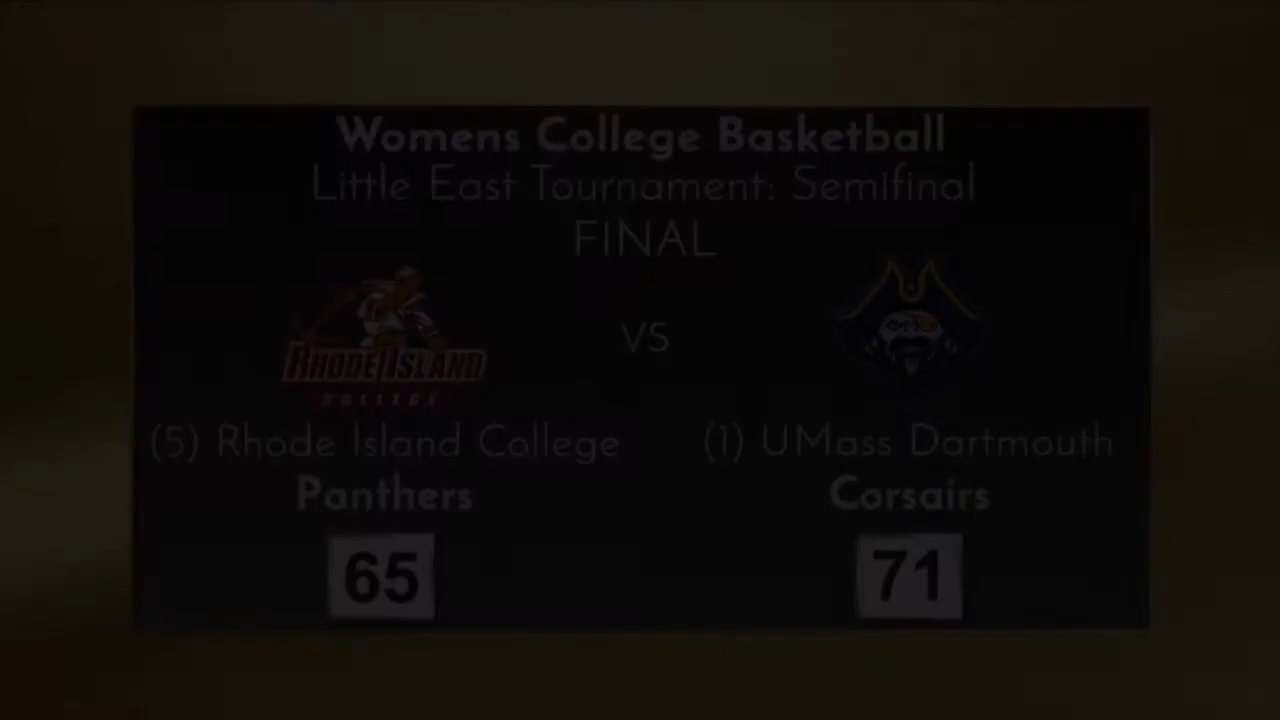 Womens College Basketball
Little East Tournament: Semifinal
FINAL
RHODE ISLAND
COLLEGE
VS
(5) Rhode Island College
(1) UMass Dartmouth
Panthers
Corsairs
65
71